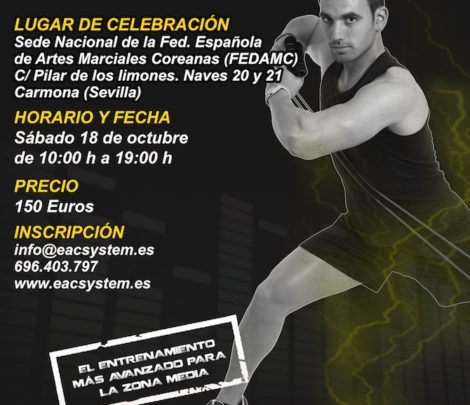 LUGAR DE CELEBRACIÓN
Sede Nacional de la Fed. Española
de Artes Marciales Coreanas (FEDAMC)
C/ Pilar de los limones. Naves 20 y 21
Carmona (Sevilla)
HORARIO Y FECHA
Sábado 18 de octubre
de 10:00 h a 19:00 h
PRECIO
150 Euros
INSCRIPCIÓN
info@eacsystem.es
696.403.797
www.eacsystem.es
EL ENTRENAMIENTO
MÁS AVANZADO PARA
LA ZONA MEDIA